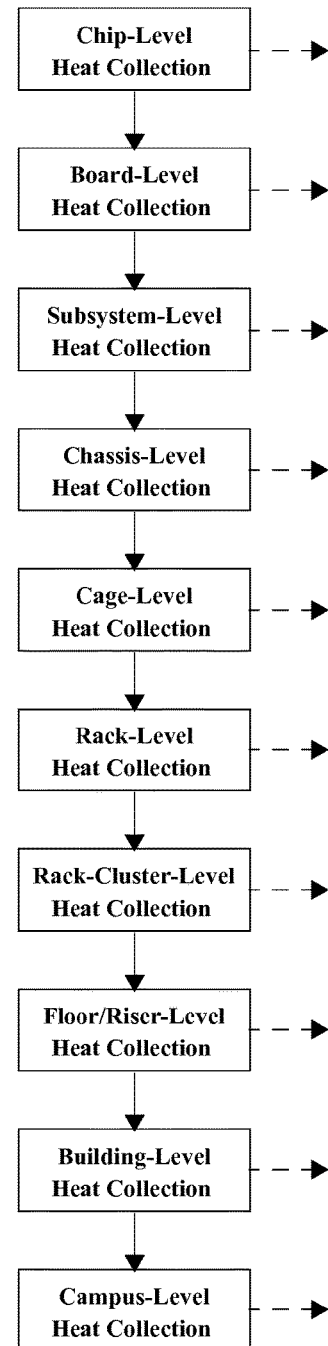 Chip-Level
Heat Collection
Board-Level
Heat Collection
Subsystem-Level
Heat Collection
Chassis-Level
Heat Collection
Cage-Level
Heat Collection
Rack-Level
Heat Collection
Rack-Cluster-Level
Heat Collection
Floor/Riser-Level
Heat Collection
Building-Level
Heat Collection
Campus-Level
Heat Collection